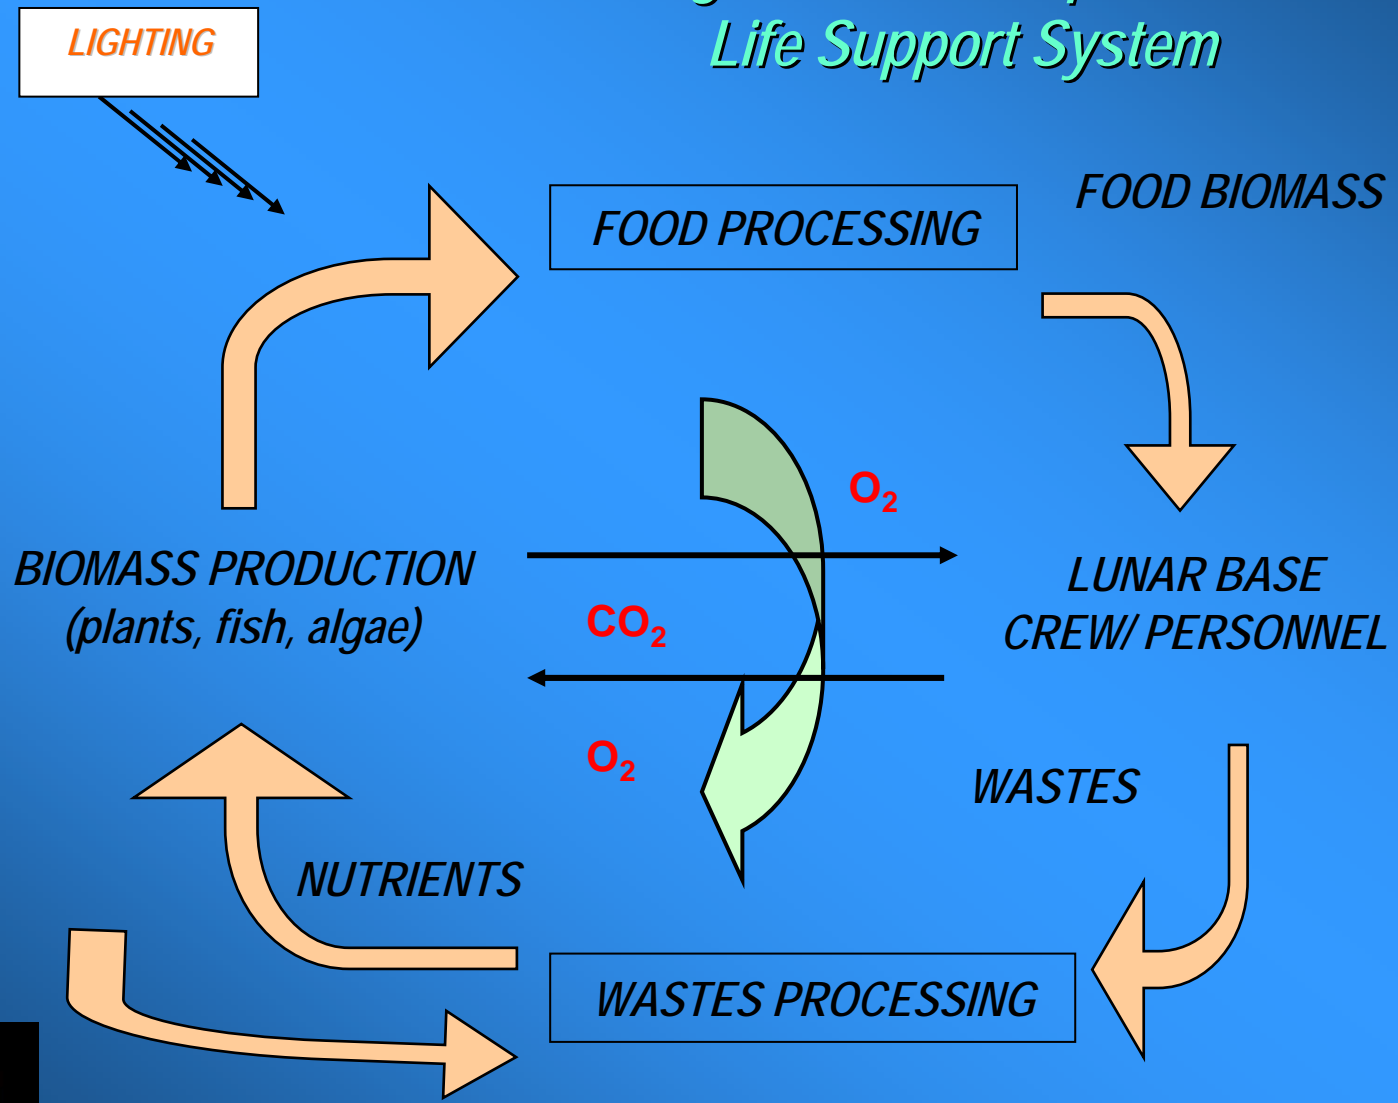 Life Support System
LIGHTING
FOOD BIOMASS
FOOD PROCESSING
O₂
BIOMASS PRODUCTION
(plants, fish, algae)
LUNAR BASE
CREW/ PERSONNEL
CO₂
O₂
WASTES
NUTRIENTS
WASTES PROCESSING